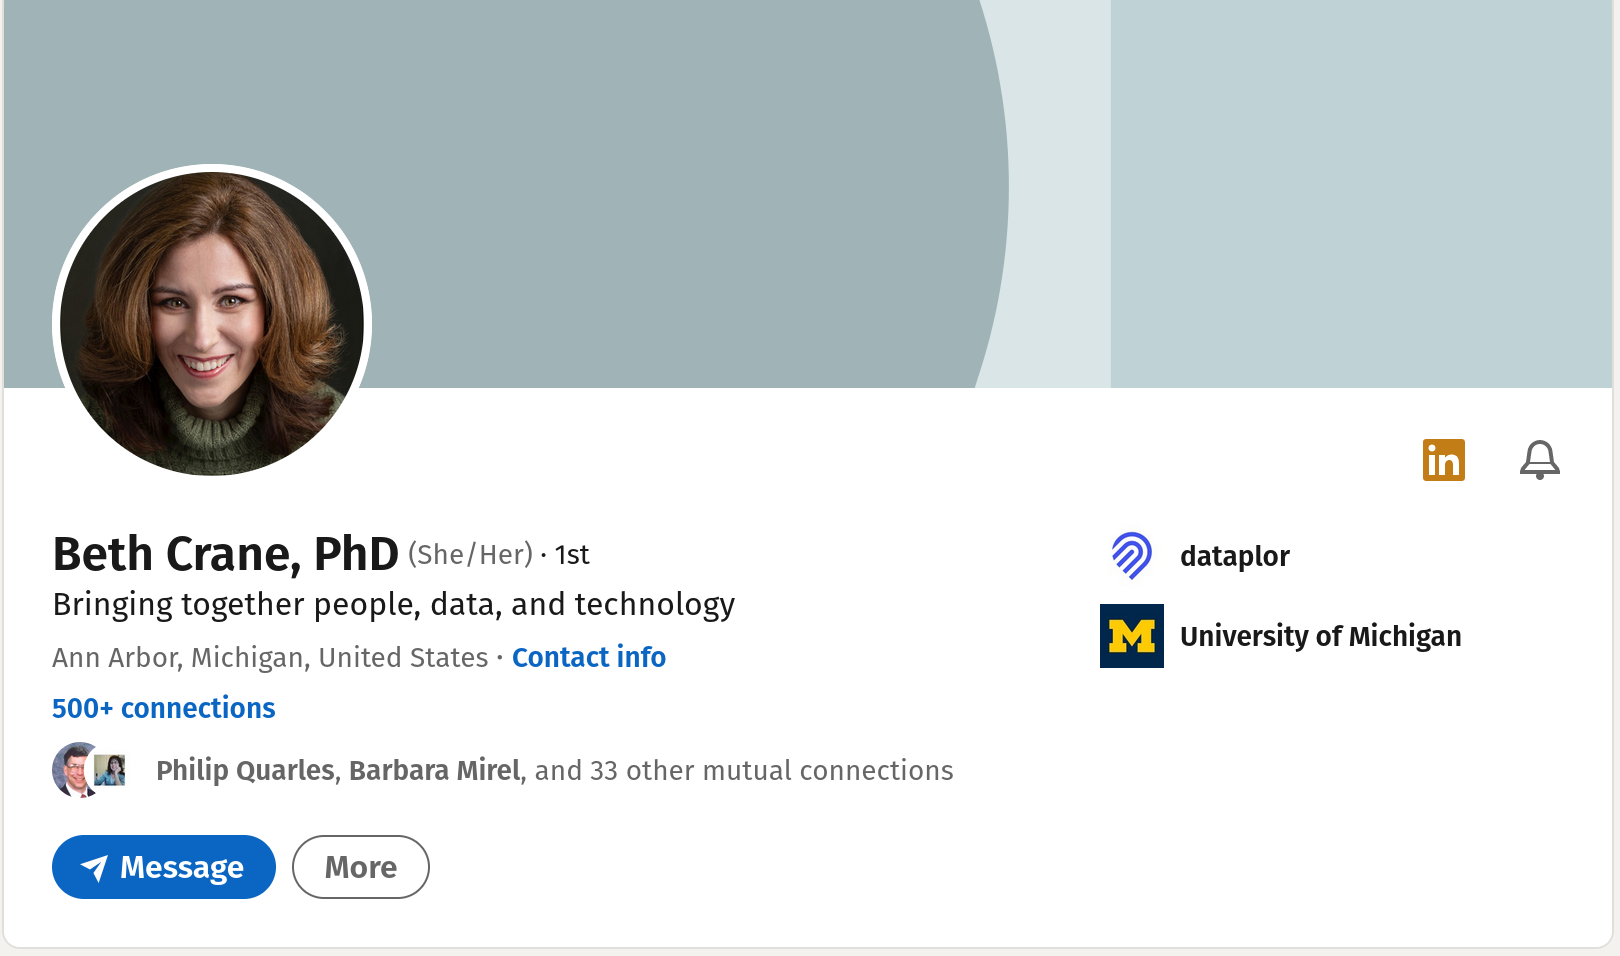 in
Beth Crane, PhD (She/Her) · 1st
Bringing together people, data, and technology
Ann Arbor, Michigan, United States · Contact info
500+ connections
Philip Quarles, Barbara Mirel, and 33 other mutual connections
Message
More
dataplor
M
University of Michigan